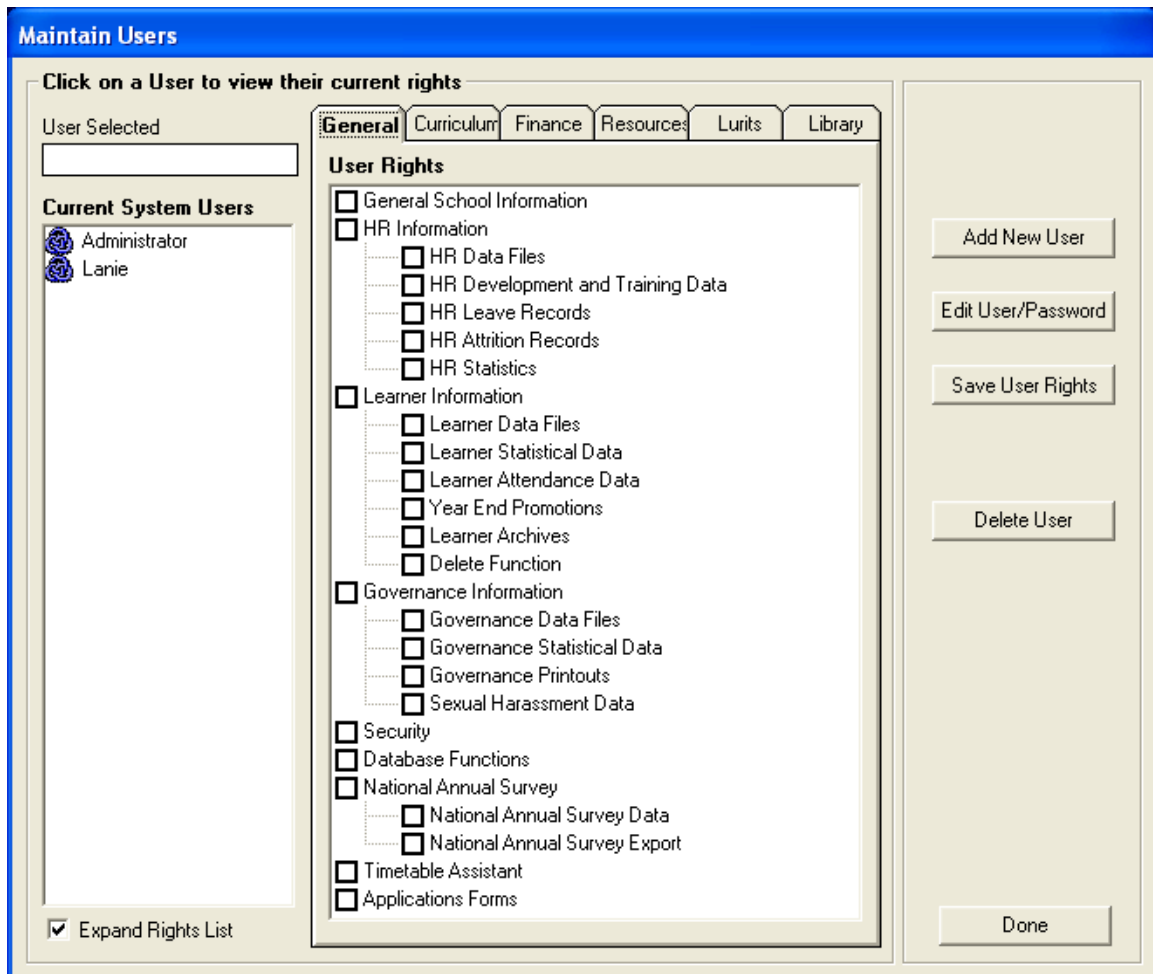 Maintain Users
Click on a User to view their current rights
User Selected
Current System Users
Administrator
Lanie
Expand Rights List
General Curriculum Finance Resources Lurits Library
User Rights
General School Information
HR Information
HR Data Files
HR Development and Training Data
HR Leave Records
HR Attrition Records
HR Statistics
Learner Information
Learner Data Files
Learner Statistical Data
Learner Attendance Data
Year End Promotions
Learner Archives
Delete Function
Governance Information
Governance Data Files
Governance Statistical Data
Governance Printouts
Sexual Harassment Data
Security
Database Functions
National Annual Survey
National Annual Survey Data
National Annual Survey Export
Timetable Assistant
Applications Forms
Add New User
Edit User/Password
Save User Rights
Delete User
Done